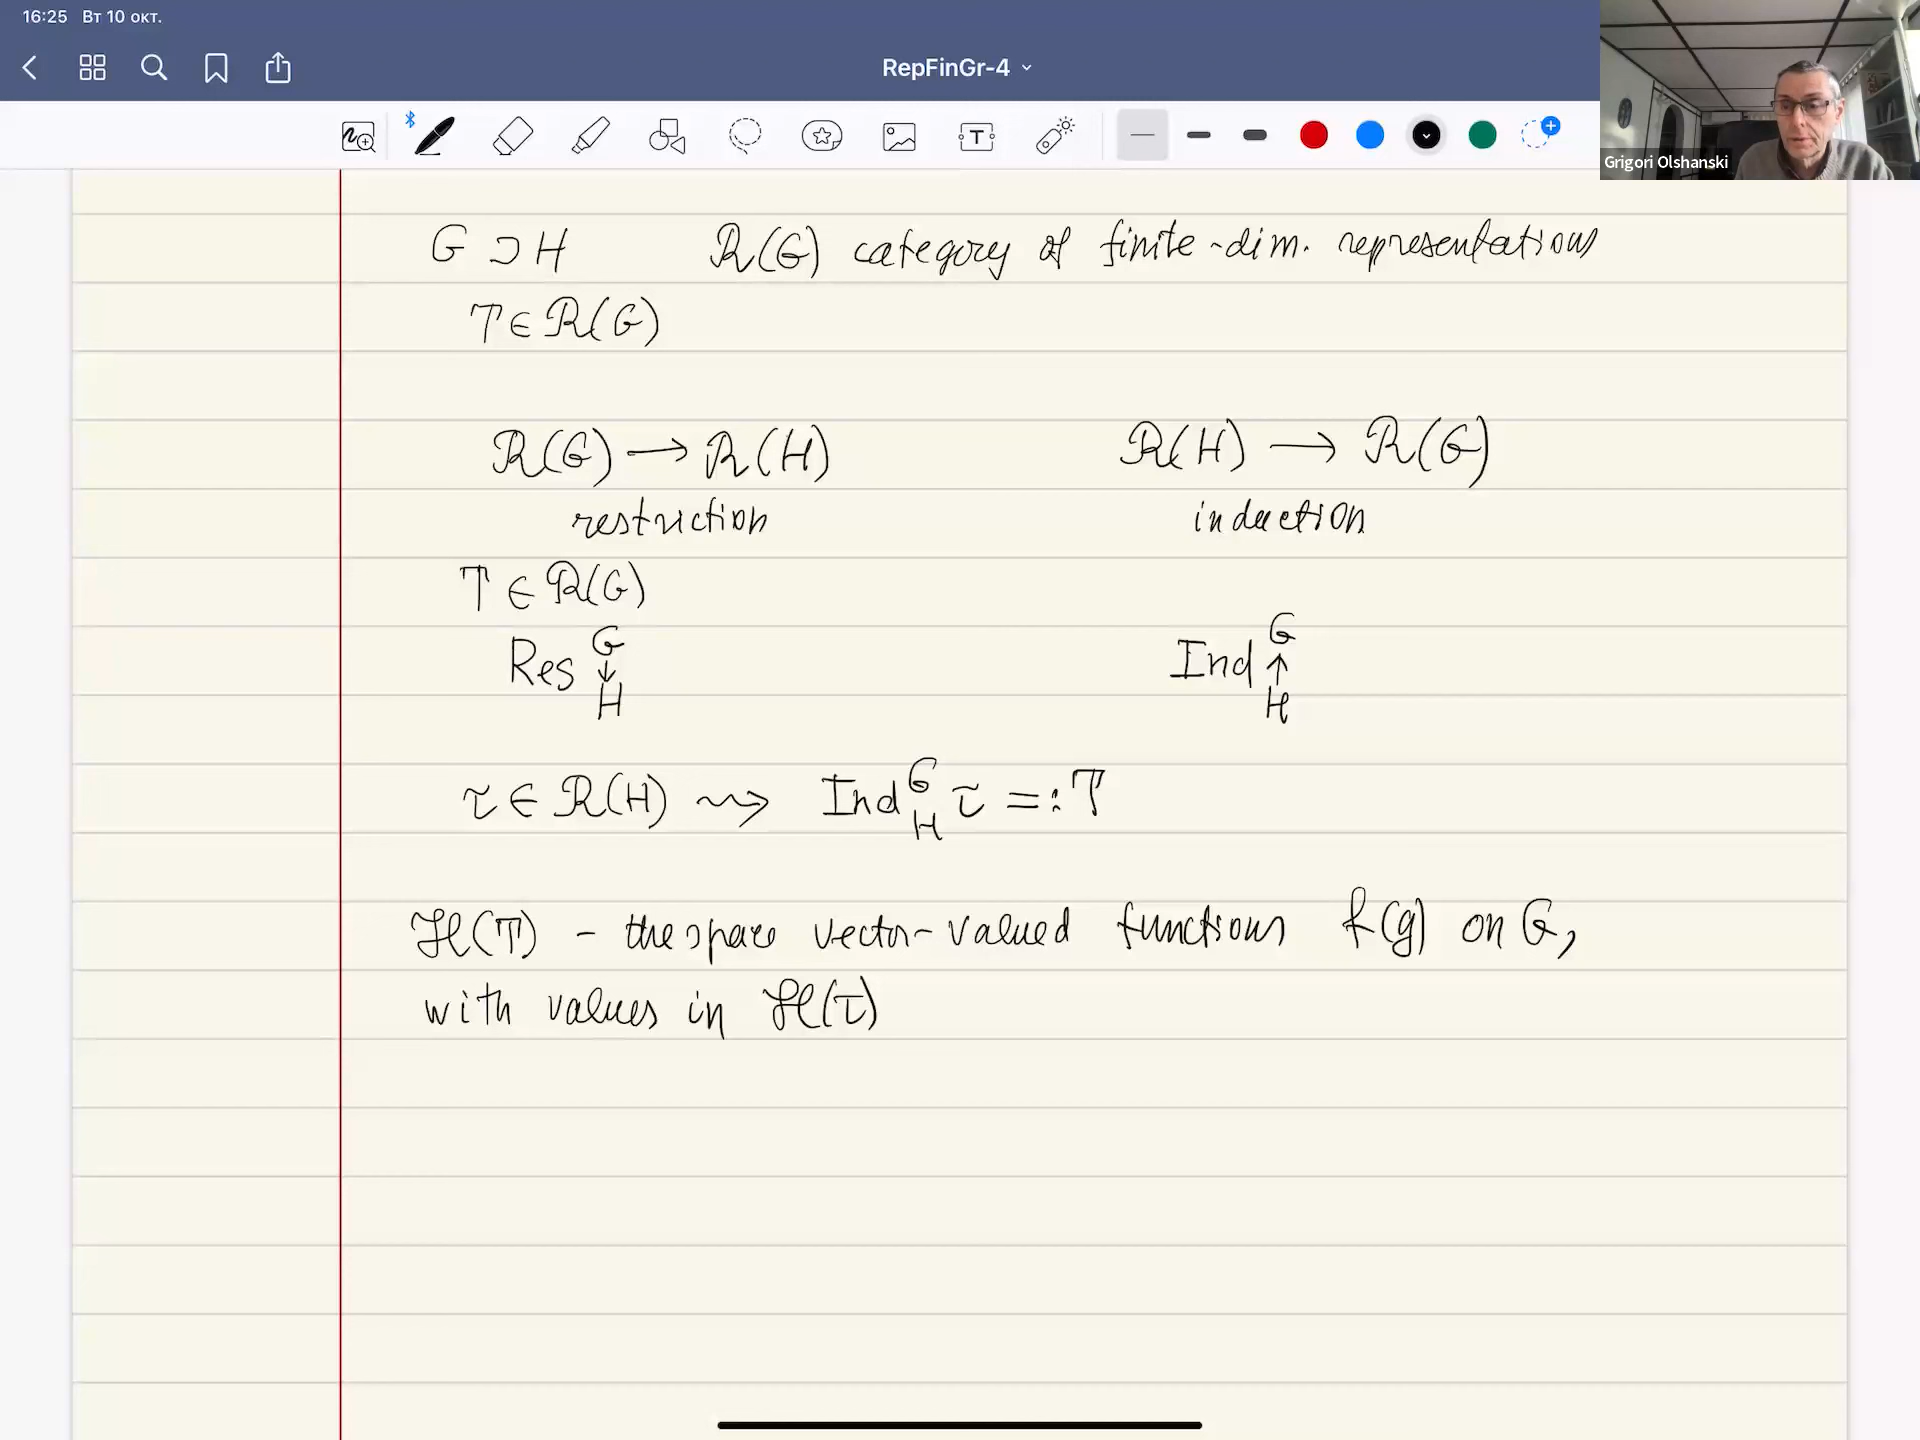 16:25 Вт 10 окт.
RepFinGr-4
Grigori Olshanski
G ⊃ H ℛ(G) category of finite-dim. representations
T ∈ ℛ(G)
ℛ(G) → ℛ(H) ℛ(H) → ℛ(G)
restriction induction
T ∈ ℛ(G)
Res G ↓ H Ind G ↑ H
τ ∈ ℛ(H) ⇝ Ind^G_H τ =: T
ℋ(T) - the space vector-valued functions f(g) on G,
with values in ℋ(τ)